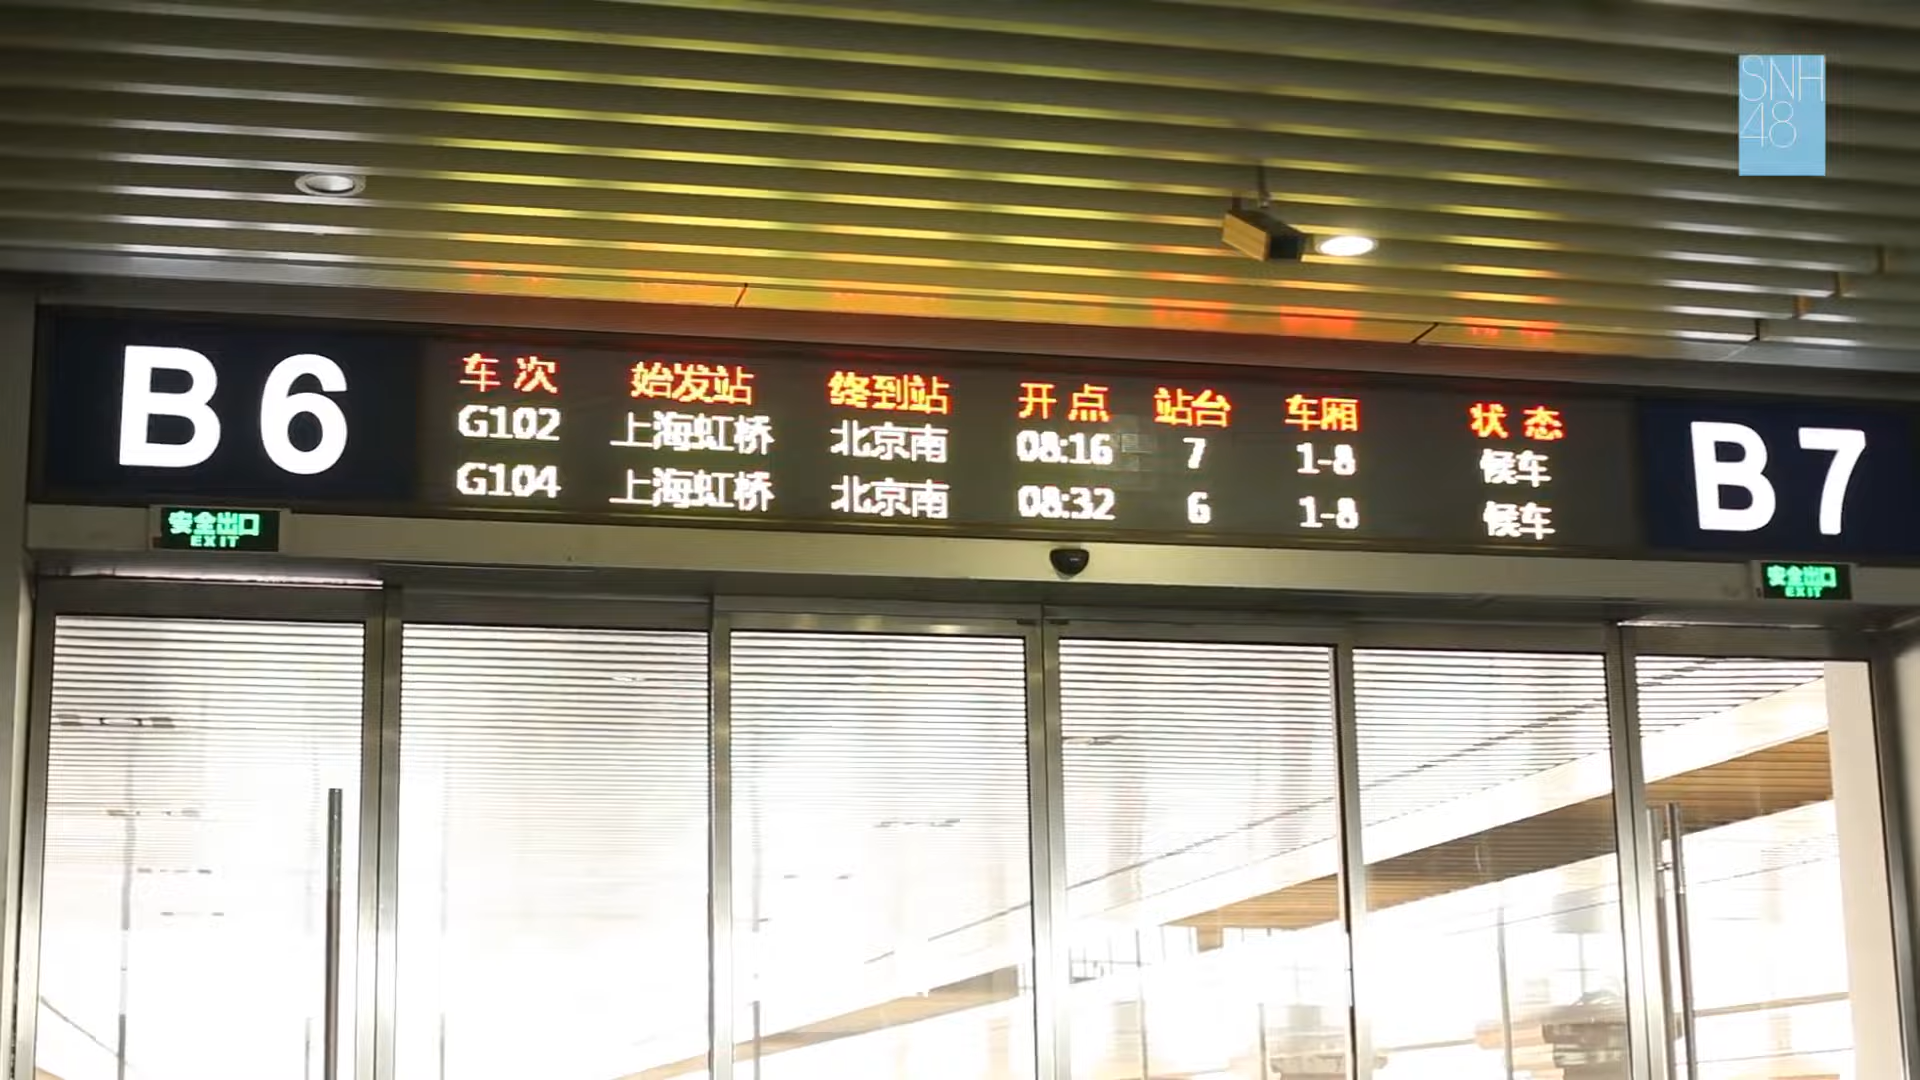 SNH
48
B6
车次 始发站 终到站 开点 站台 车厢 状态
G102 上海虹桥 北京南 08:16 7 1-8 候车
G104 上海虹桥 北京南 08:32 6 1-8 候车
B7
安全出口
EXIT
安全出口
EXIT